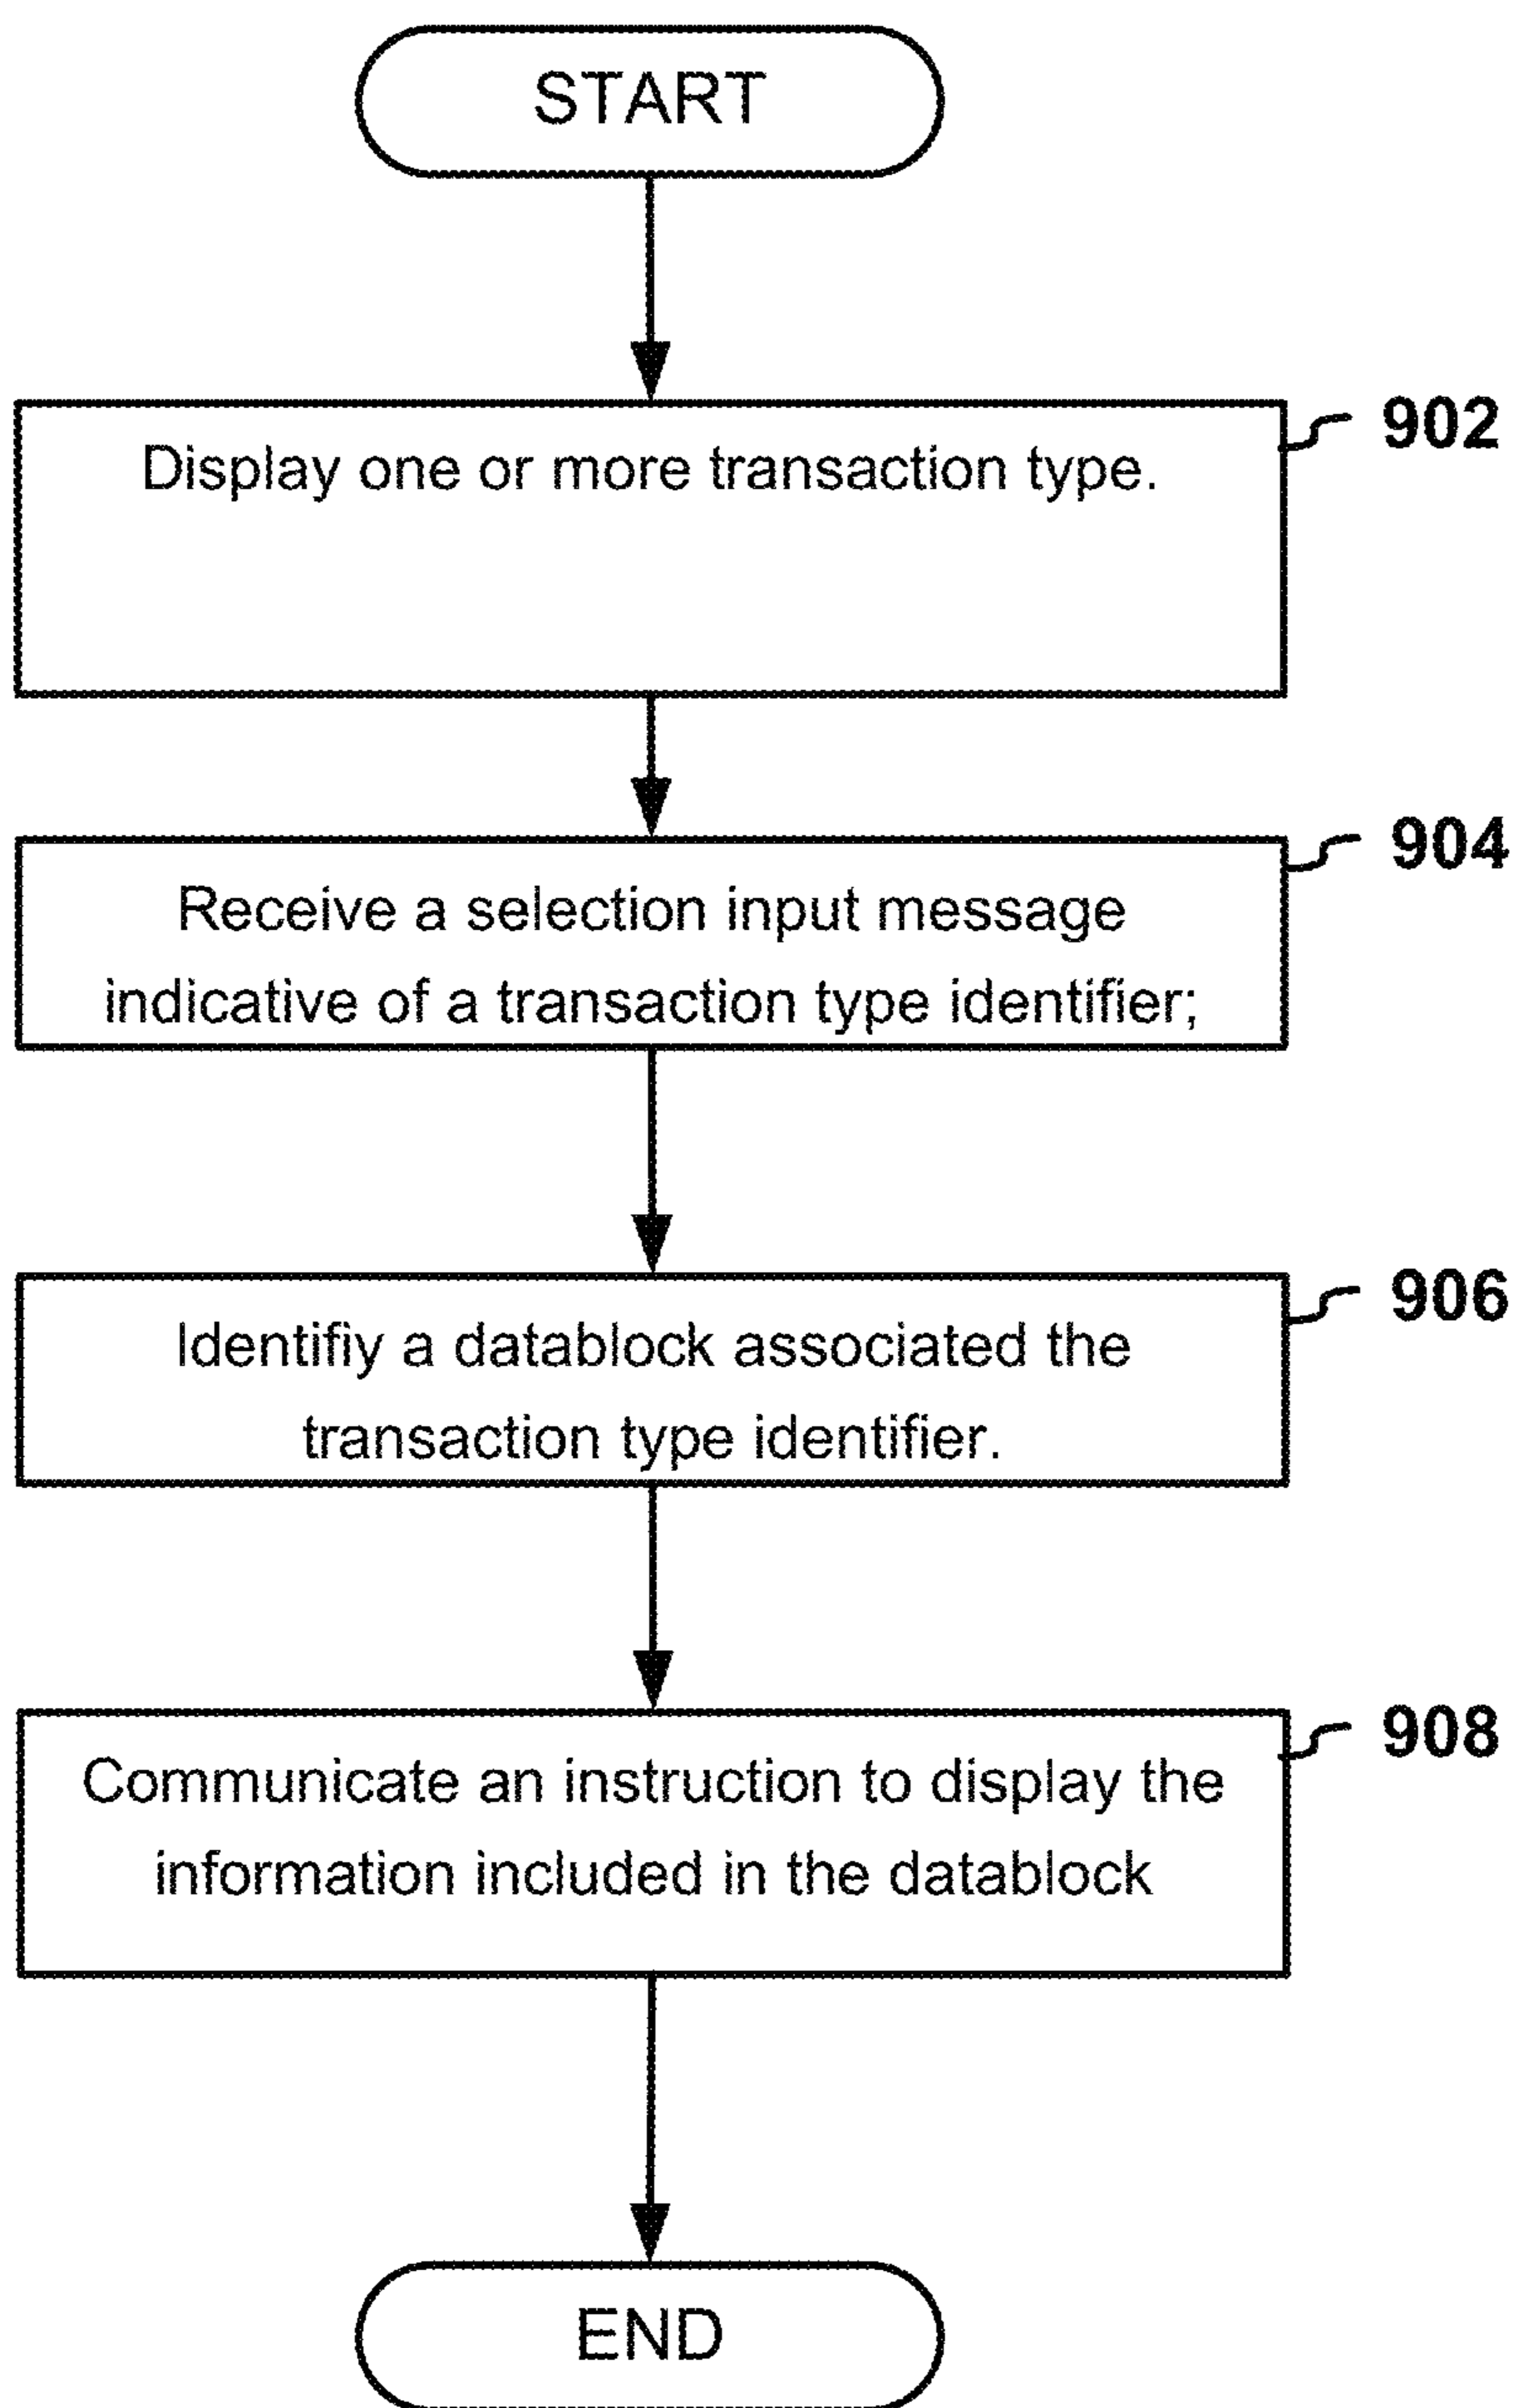 START
902
Display one or more transaction type.
904
Receive a selection input message
indicative of a transaction type identifier;
906
Identifiy a datablock associated the
transaction type identifier.
908
Communicate an instruction to display the
information included in the datablock
END